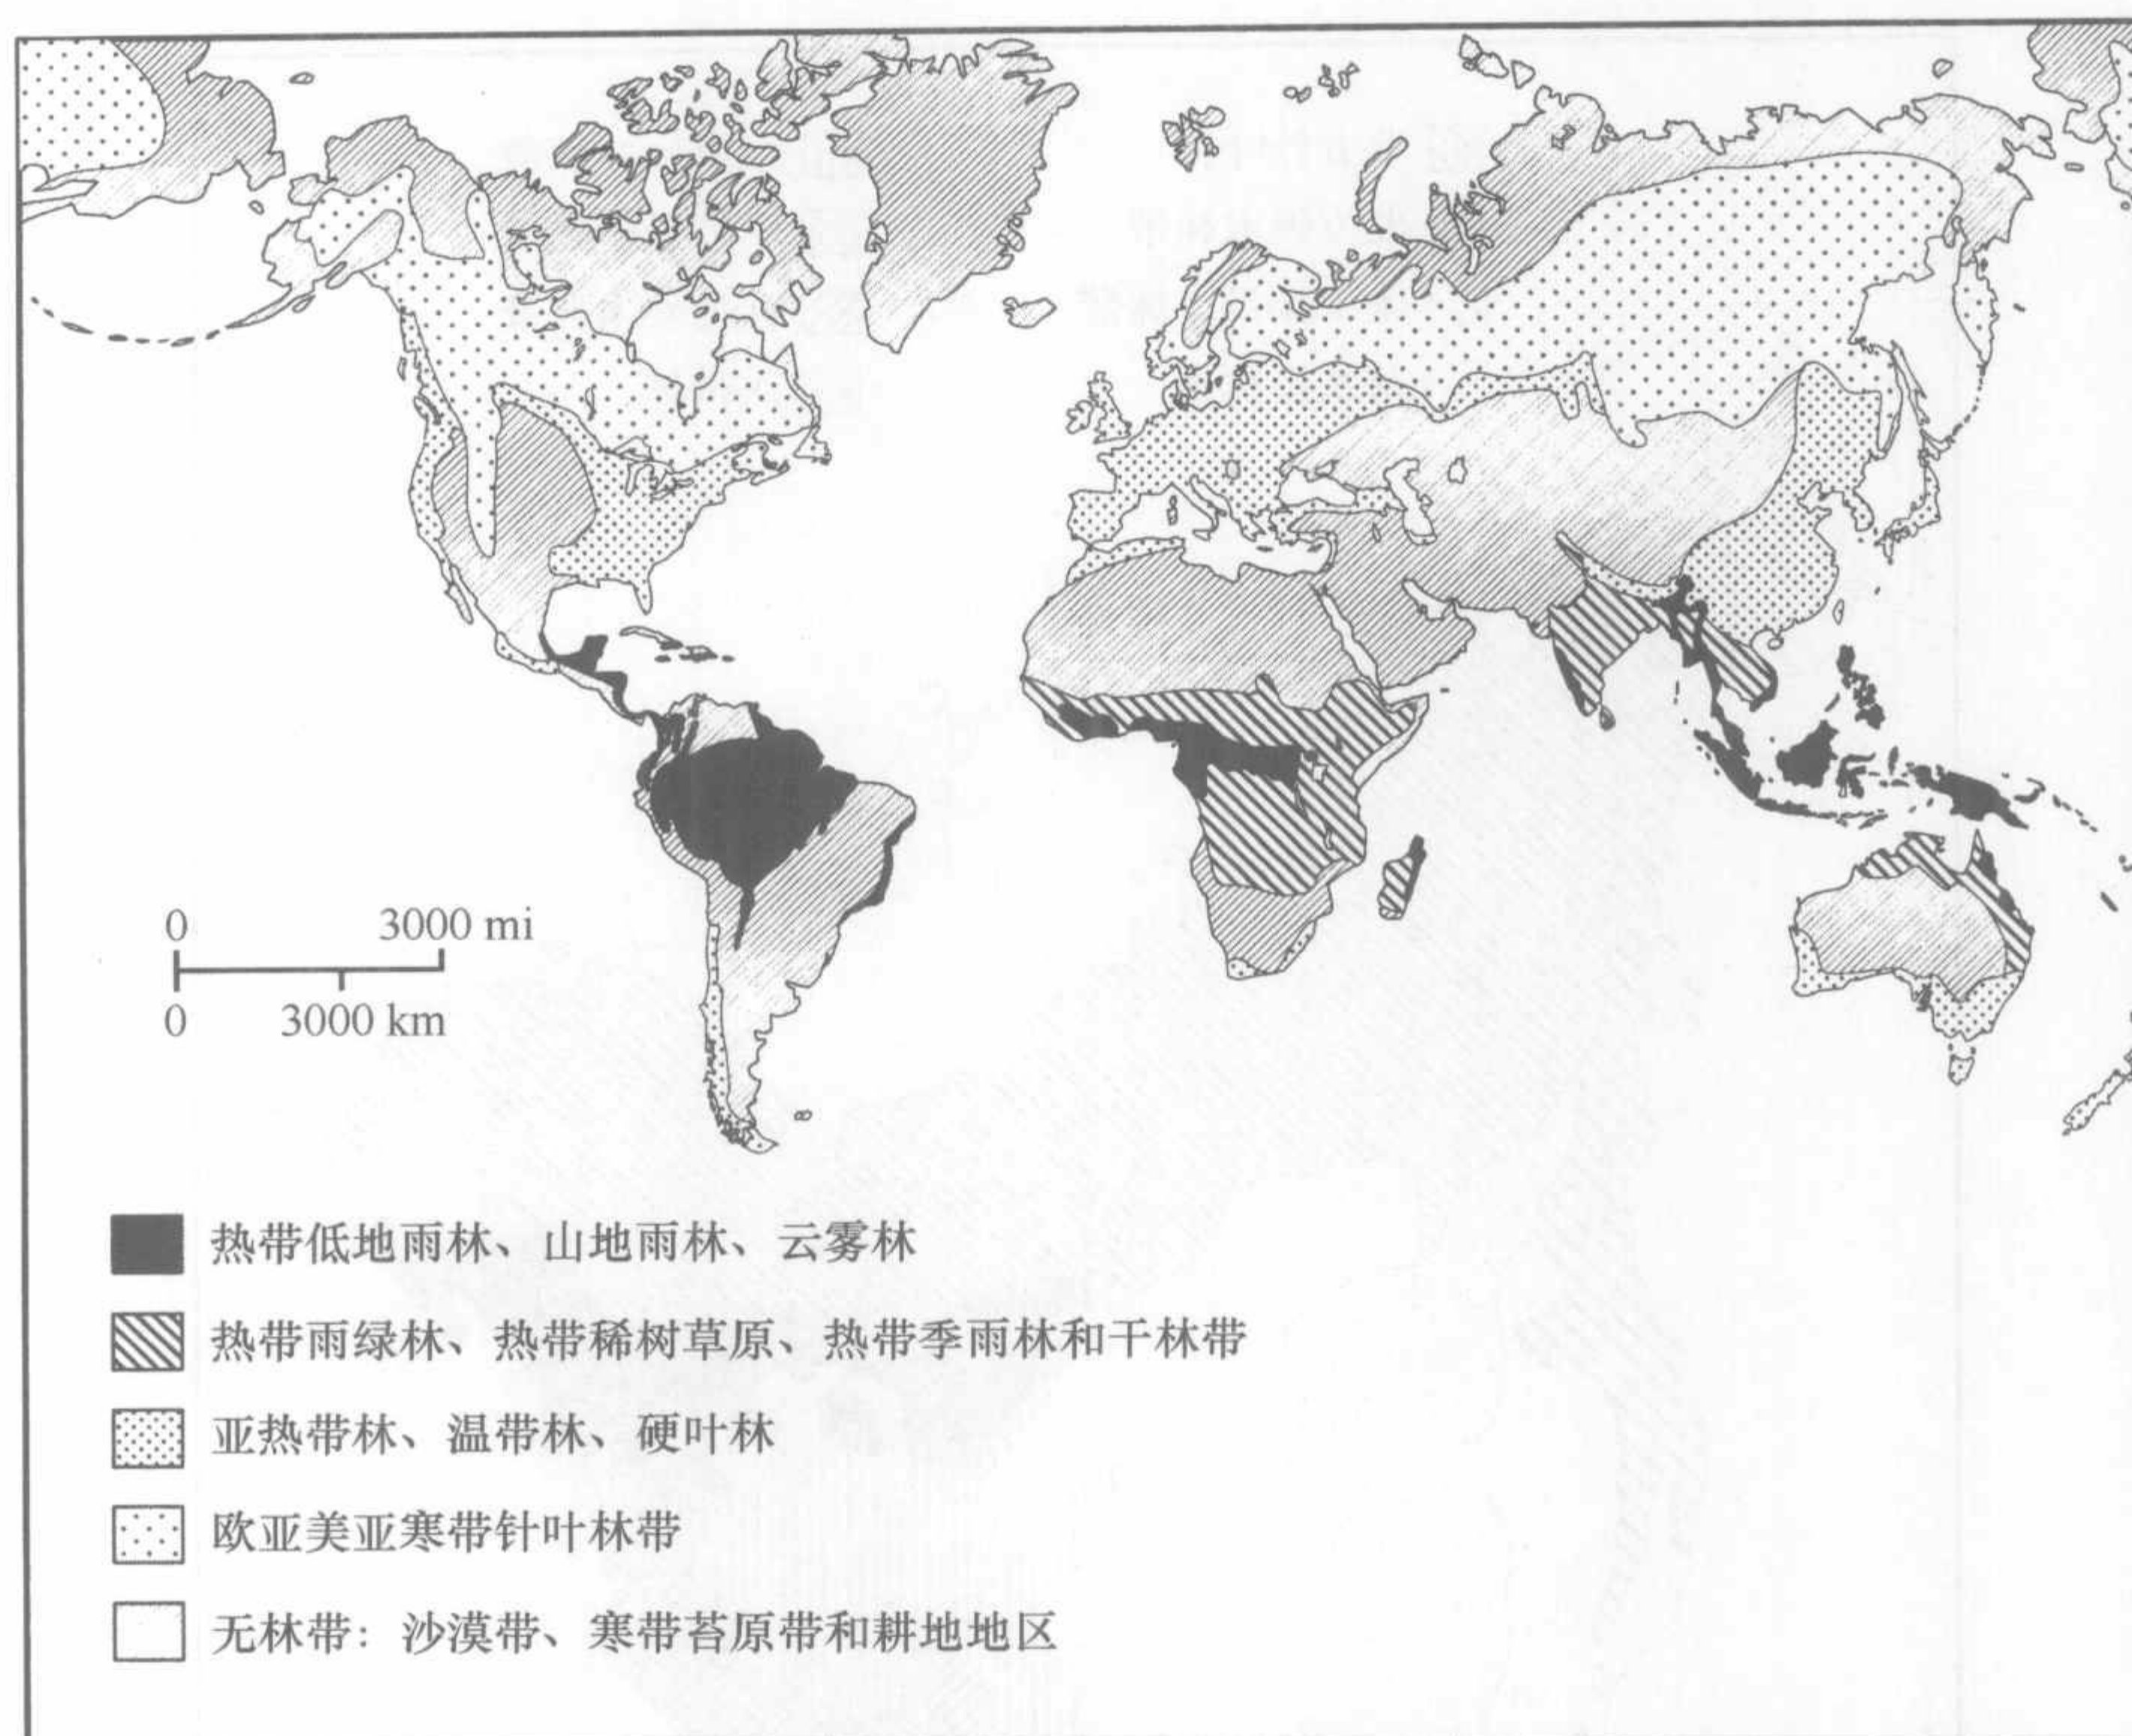 0 3000 mi
0 3000 km
热带低地雨林、山地雨林、云雾林
热带雨绿林、热带稀树草原、热带季雨林和干林带
亚热带林、温带林、硬叶林
欧亚美亚寒带针叶林带
无林带：沙漠带、寒带苔原带和耕地地区